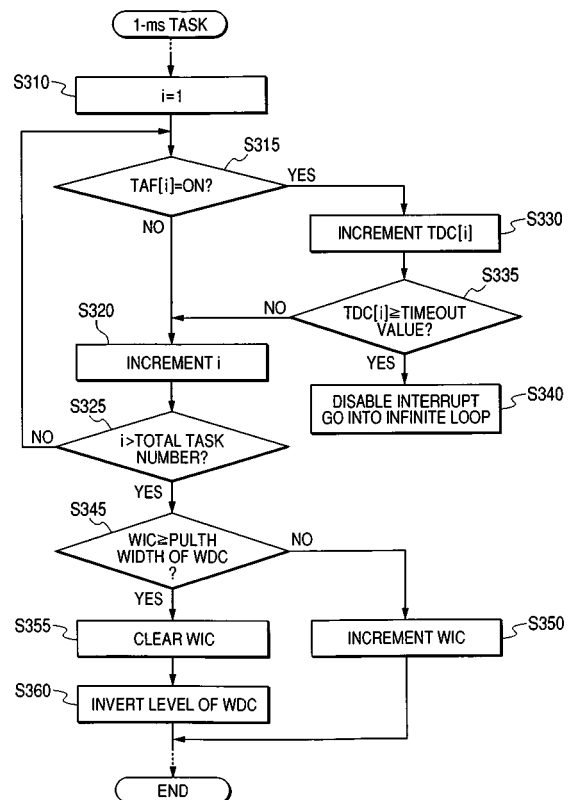 1-ms TASK
S310
i=1
S315
TAF[i]=ON?
YES
NO
INCREMENT TDC[i]
S330
S335
TDC[i]≧TIMEOUT
VALUE?
NO
YES
S320
INCREMENT i
DISABLE INTERRUPT
GO INTO INFINITE LOOP
S340
S325
i>TOTAL TASK
NUMBER?
NO
YES
S345
WIC≧PULTH
WIDTH OF WDC
?
NO
YES
S355
CLEAR WIC
INCREMENT WIC
S350
S360
INVERT LEVEL OF WDC
END